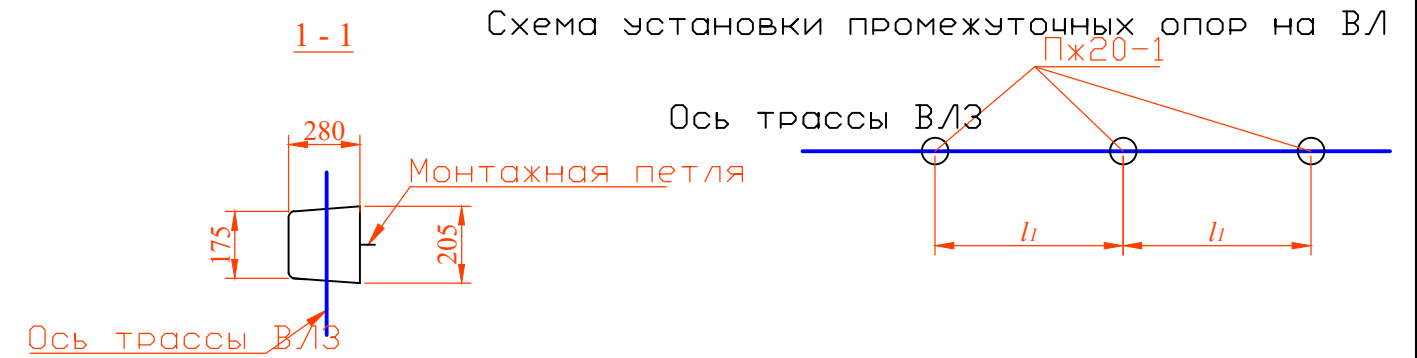 1 - 1
Схема установки промежуточных опор на ВЛ
Пж20-1
Ось трассы ВЛЗ
280
Монтажная петля
175
205
l1
l1
Ось трассы ВЛЗ